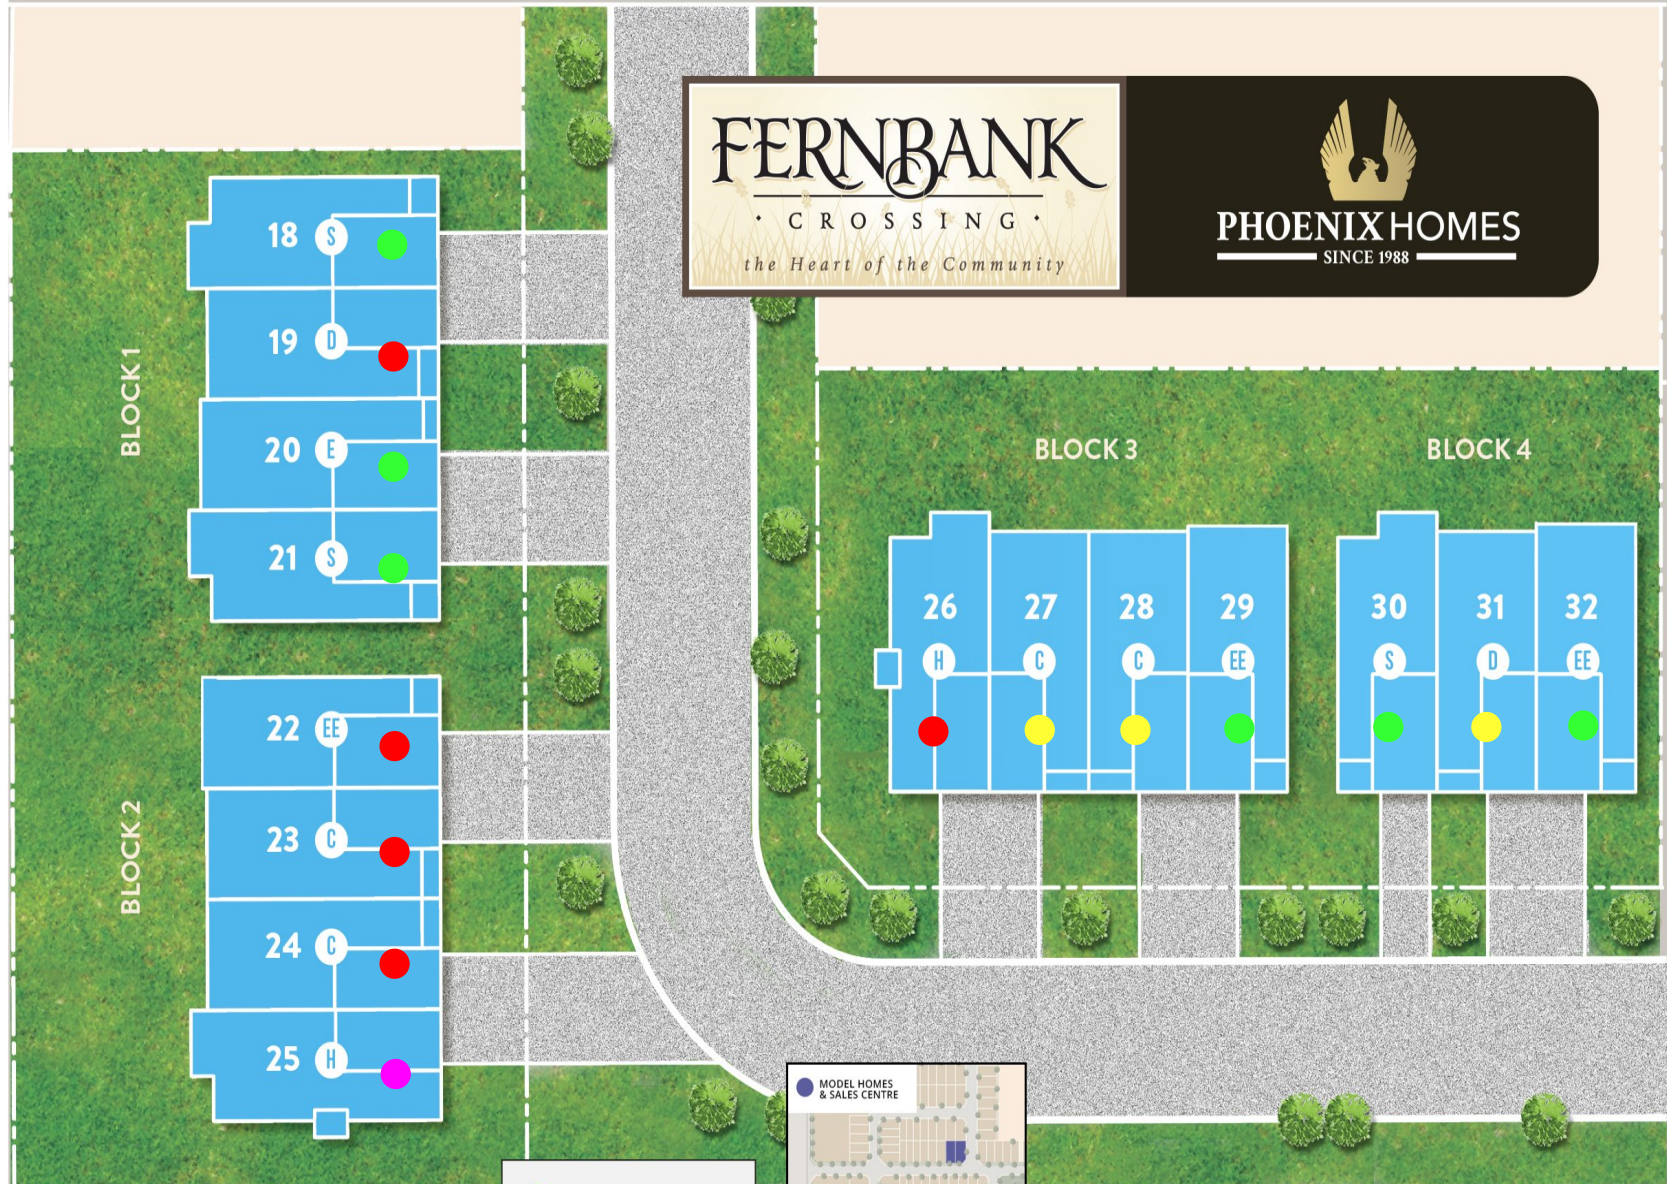 FERNBANK
• CROSSING •
the Heart of the Community
PHOENIX HOMES
SINCE 1988
BLOCK 1
18 S
19 D
20 E
21 S
BLOCK 2
22 EE
23 C
24 C
25 H
BLOCK 3
26
27
28
29
H
C
C
EE
BLOCK 4
30
31
32
S
D
EE
MODEL HOMES
& SALES CENTRE